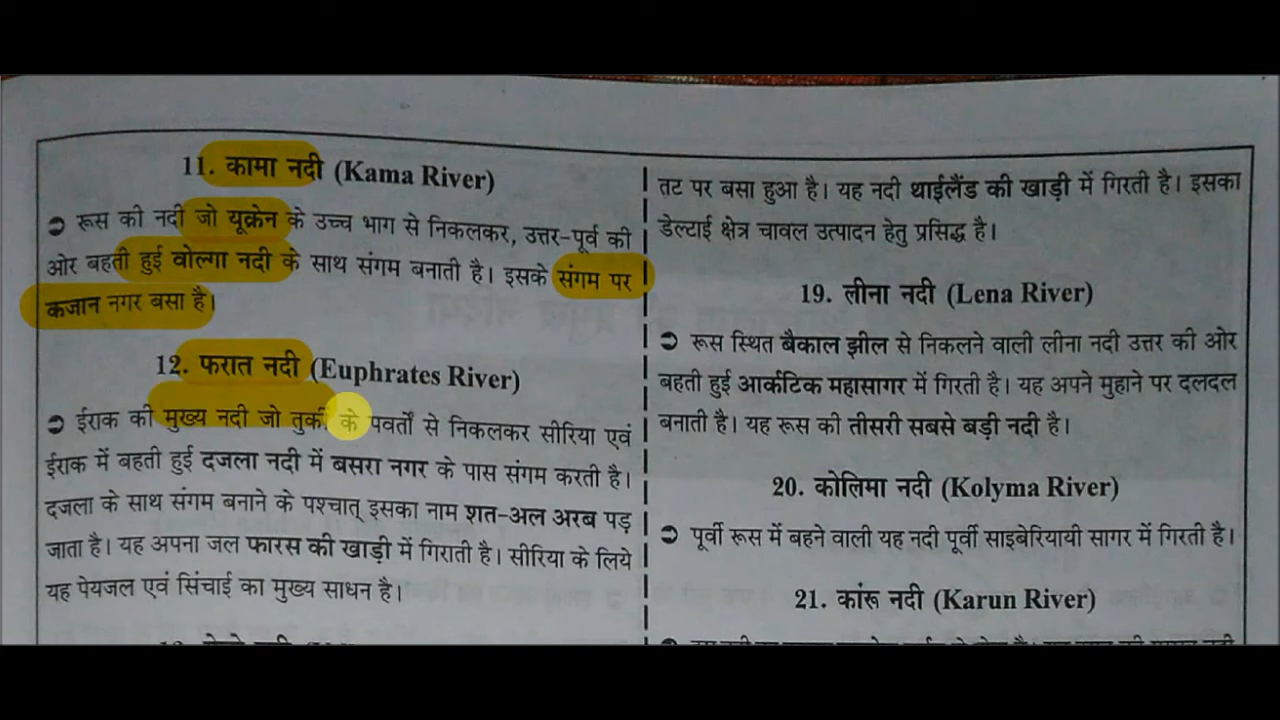 11. कामा नदी (Kama River)
➲ रूस की नदी जो यूक्रेन के उच्च भाग से निकलकर, उत्तर-पूर्व की
ओर बहती हुई वोल्गा नदी के साथ संगम बनाती है। इसके संगम पर
कजान नगर बसा है।
12. फरात नदी (Euphrates River)
➲ ईराक की मुख्य नदी जो तुर्की के पवर्तों से निकलकर सीरिया एवं
ईराक में बहती हुई दजला नदी में बसरा नगर के पास संगम करती है।
दजला के साथ संगम बनाने के पश्चात् इसका नाम शत-अल अरब पड़
जाता है। यह अपना जल फारस की खाड़ी में गिराती है। सीरिया के लिये
यह पेयजल एवं सिंचाई का मुख्य साधन है।
तट पर बसा हुआ है। यह नदी थाईलैंड की खाड़ी में गिरती है। इसका
डेल्टाई क्षेत्र चावल उत्पादन हेतु प्रसिद्ध है।
19. लीना नदी (Lena River)
➲ रूस स्थित बैकाल झील से निकलने वाली लीना नदी उत्तर की ओर
बहती हुई आर्कटिक महासागर में गिरती है। यह अपने मुहाने पर दलदल
बनाती है। यह रूस की तीसरी सबसे बड़ी नदी है।
20. कोलिमा नदी (Kolyma River)
➲ पूर्वी रूस में बहने वाली यह नदी पूर्वी साइबेरियायी सागर में गिरती है।
21. कांरू नदी (Karun River)